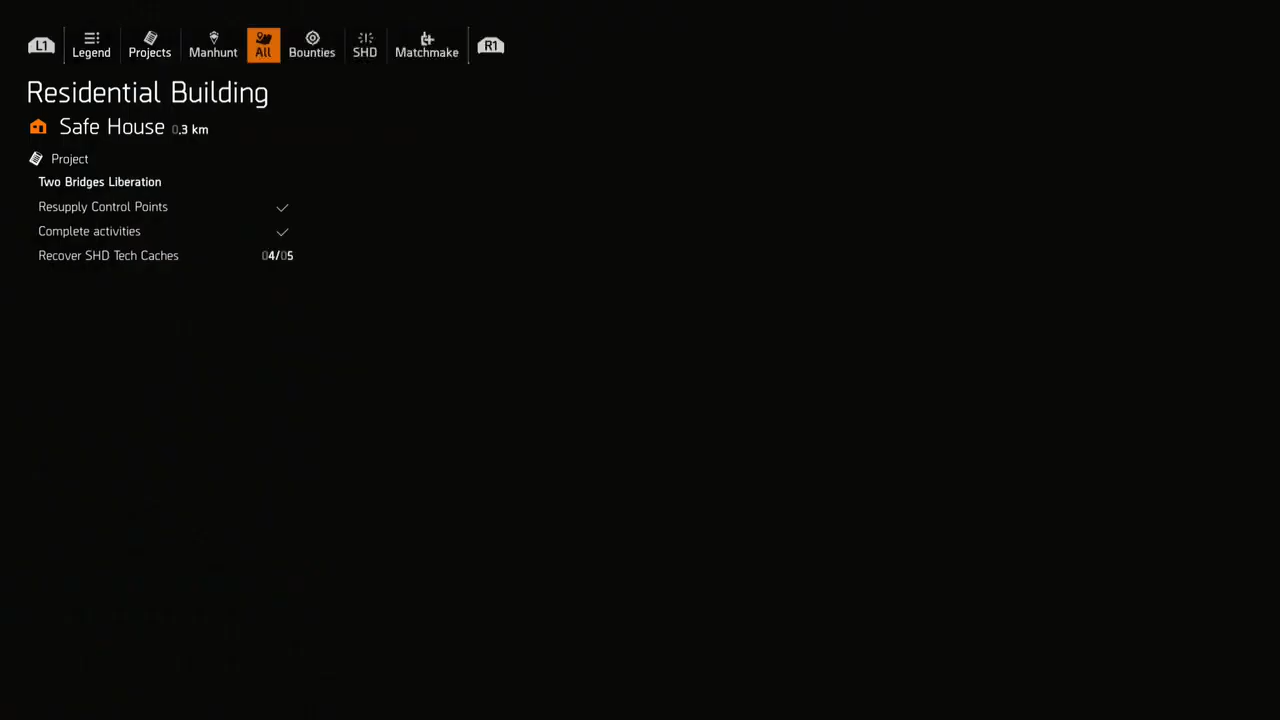 L1 Legend Projects Manhunt All Bounties SHD Matchmake R1
Residential Building
Safe House 0.3 km
Project
Two Bridges Liberation
Resupply Control Points
Complete activities
Recover SHD Tech Caches 04/05